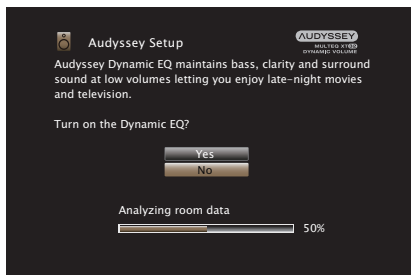 Audyssey Setup
AUDYSSEY
MULTEQ XT32
DYNAMIC VOLUME
Audyssey Dynamic EQ maintains bass, clarity and surround
sound at low volumes letting you enjoy late-night movies
and television.
Turn on the Dynamic EQ?
Yes
No
Analyzing room data
50%